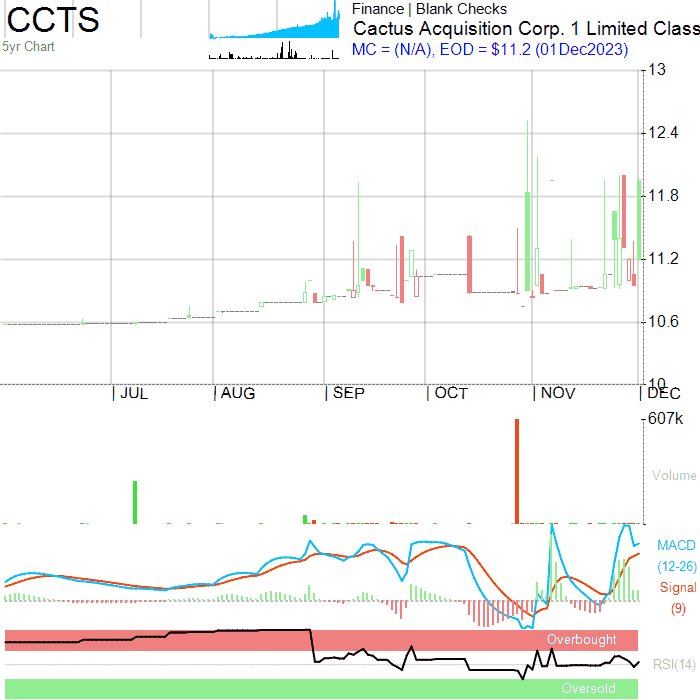 CCTS
5yr Chart
Finance | Blank Checks
Cactus Acquisition Corp. 1 Limited Class
MC = (N/A), EOD = $11.2 (01Dec2023)
13
12.4
11.8
11.2
10.6
10
JUL
AUG
SEP
OCT
NOV
DEC
607k
Volume
MACD
(12-26)
Signal
(9)
Overbought
RSI(14)
Oversold